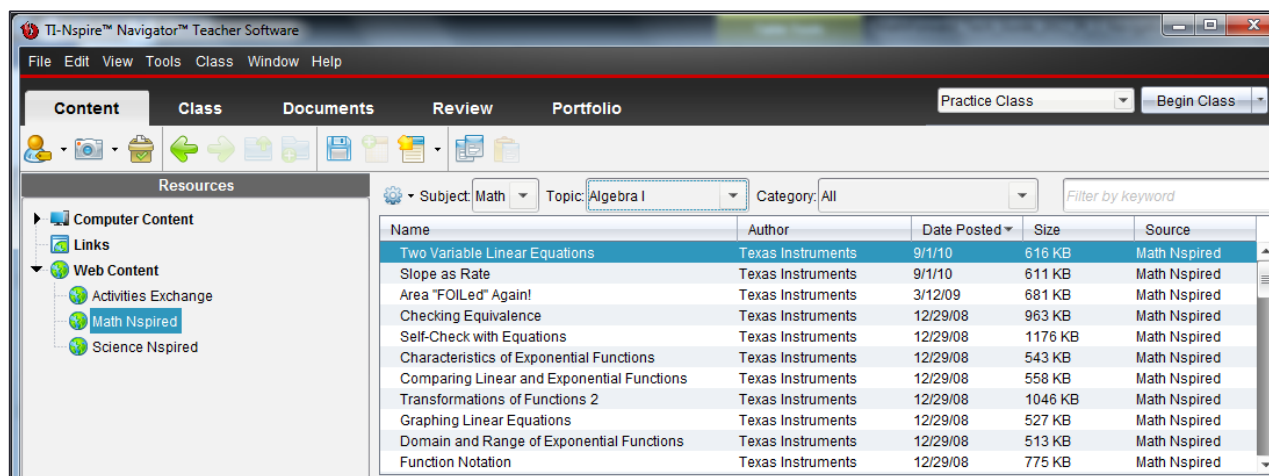 TI-Nspire™ Navigator™ Teacher Software
File Edit View Tools Class Window Help
Content Class Documents Review Portfolio Practice Class Begin Class
Resources
Subject: Math Topic: Algebra I Category: All Filter by keyword
Computer Content
Links
Web Content
Activities Exchange
Math Nspired
Science Nspired
Name Author Date Posted Size Source
Two Variable Linear Equations Texas Instruments 9/1/10 616 KB Math Nspired
Slope as Rate Texas Instruments 9/1/10 611 KB Math Nspired
Area "FOILed" Again! Texas Instruments 3/12/09 681 KB Math Nspired
Checking Equivalence Texas Instruments 12/29/08 963 KB Math Nspired
Self-Check with Equations Texas Instruments 12/29/08 1176 KB Math Nspired
Characteristics of Exponential Functions Texas Instruments 12/29/08 543 KB Math Nspired
Comparing Linear and Exponential Functions Texas Instruments 12/29/08 558 KB Math Nspired
Transformations of Functions 2 Texas Instruments 12/29/08 1046 KB Math Nspired
Graphing Linear Equations Texas Instruments 12/29/08 527 KB Math Nspired
Domain and Range of Exponential Functions Texas Instruments 12/29/08 513 KB Math Nspired
Function Notation Texas Instruments 12/29/08 775 KB Math Nspired